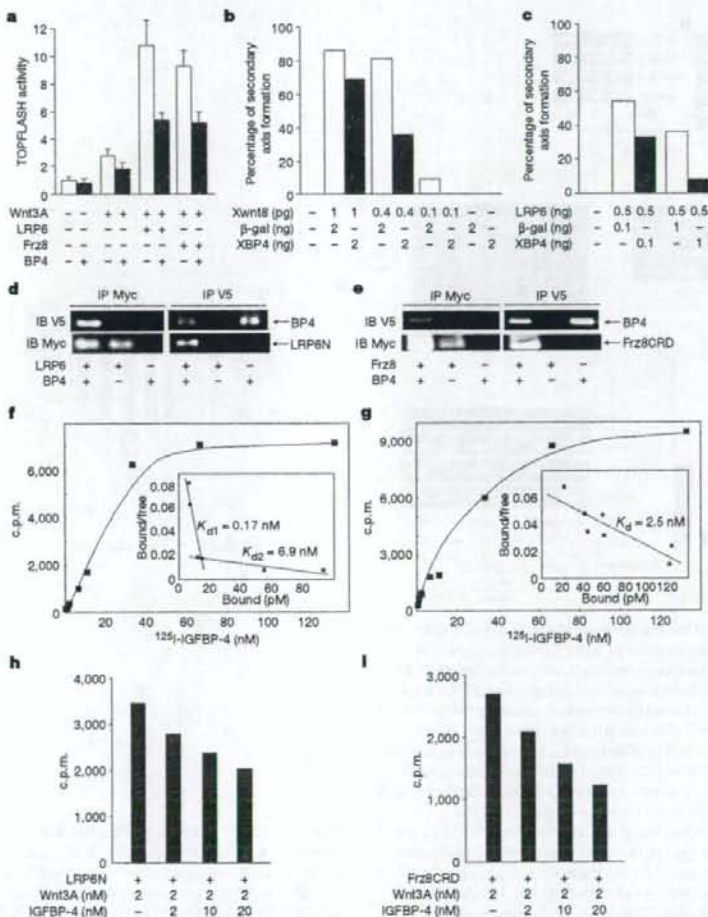 a
TOPFLASH activity
12
10
8
6
4
2
0
Wnt3A − − + + + + + +
LRP6 + +
Frz8 + +
BP4 − + − + − + − +
b
Percentage of secondary
axis formation
100
80
60
40
20
0
Xwnt8 (pg) − 1 1 0.4 0.4 0.1 0.1 − −
β-gal (ng) 2 2 2 2
XBP4 (ng) 2 2 2 2
c
Percentage of secondary
axis formation
100
80
60
40
20
0
LRP6 (ng) − 0.5 0.5 0.5 0.5
β-gal (ng) 0.1 1
XBP4 (ng) 0.1 1
d
IP Myc IP V5
IB V5 ←BP4
IB Myc ←LRP6N
LRP6 + + − + + −
BP4 + − + + − +
e
IP Myc IP V5
IB V5 ←BP4
IB Myc ←Frz8CRD
Frz8 + + − + + −
BP4 + − + + − +
f
c.p.m.
7,000
5,000
3,000
1,000
0
0 20 40 60 80 100 120
¹²⁵I-IGFBP-4 (nM)
Bound/free
0.08
0.06
0.04
0.02
0
0 20 40 60 80
Bound (pM)
Kd1 = 0.17 nM
Kd2 = 6.9 nM
g
c.p.m.
9,000
6,000
3,000
0
0 20 40 60 80 100 120
¹²⁵I-IGFBP-4 (nM)
Bound/free
0.06
0.04
0.02
0
0 20 40 60 80 100 120
Bound (pM)
Kd = 2.5 nM
h
c.p.m.
4,000
3,000
2,000
1,000
0
LRP6N + + + +
Wnt3A (nM) 2 2 2 2
IGFBP-4 (nM) − 2 10 20
i
c.p.m.
3,000
2,000
1,000
0
Frz8CRD + + + +
Wnt3A (nM) 2 2 2 2
IGFBP-4 (nM) − 2 10 20